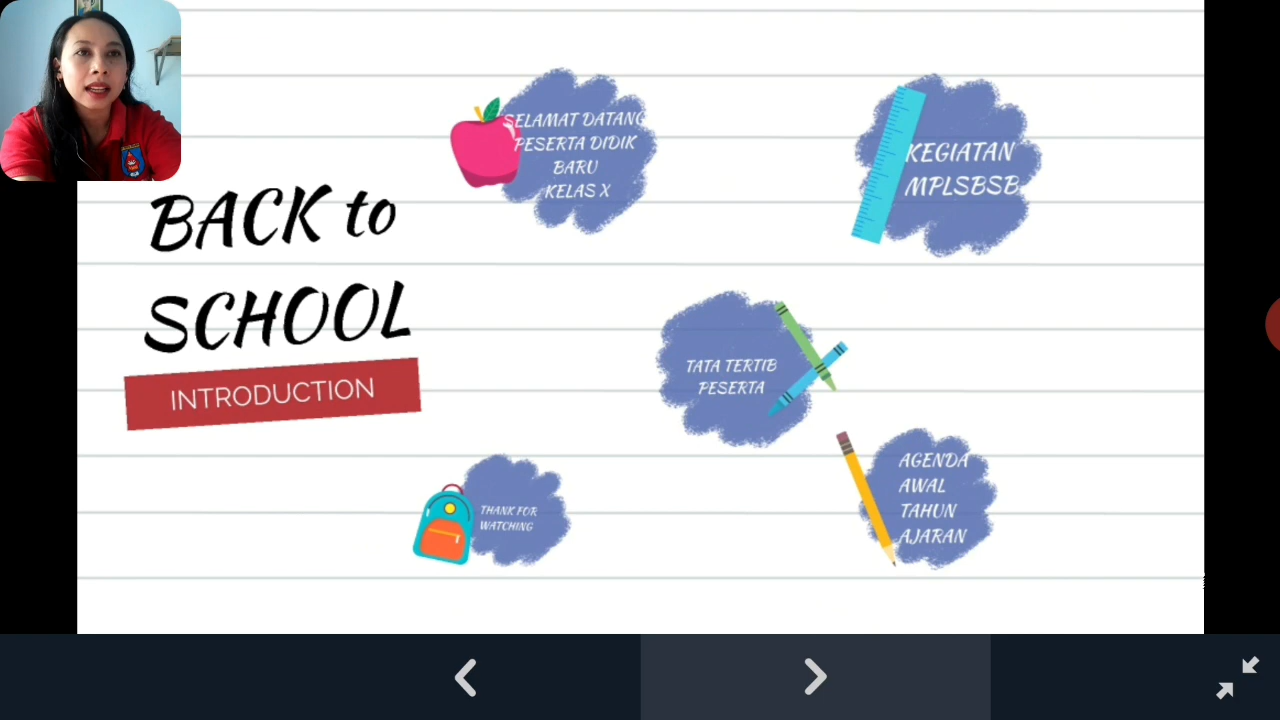 BACK to
SCHOOL
INTRODUCTION
SELAMAT DATANG
PESERTA DIDIK
BARU
KELAS X
KEGIATAN
MPLSBSB
TATA TERTIB
PESERTA
AGENDA
AWAL
TAHUN
AJARAN
THANK FOR
WATCHING